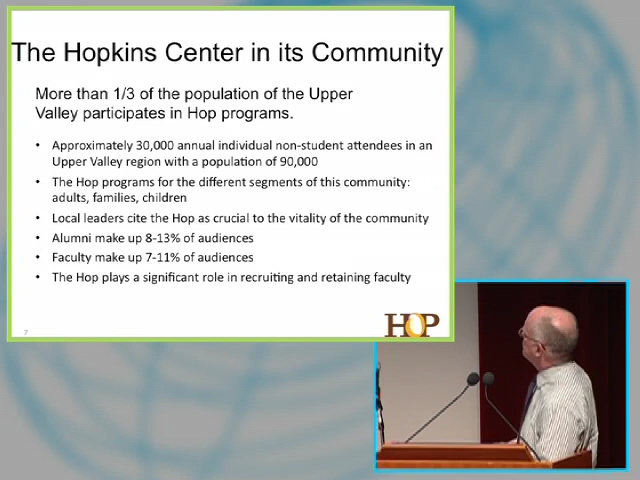 The Hopkins Center in its Community
More than 1/3 of the population of the Upper
Valley participates in Hop programs.
• Approximately 30,000 annual individual non-student attendees in an
Upper Valley region with a population of 90,000
• The Hop programs for the different segments of this community:
adults, families, children
• Local leaders cite the Hop as crucial to the vitality of the community
• Alumni make up 8-13% of audiences
• Faculty make up 7-11% of audiences
• The Hop plays a significant role in recruiting and retaining faculty
HOP